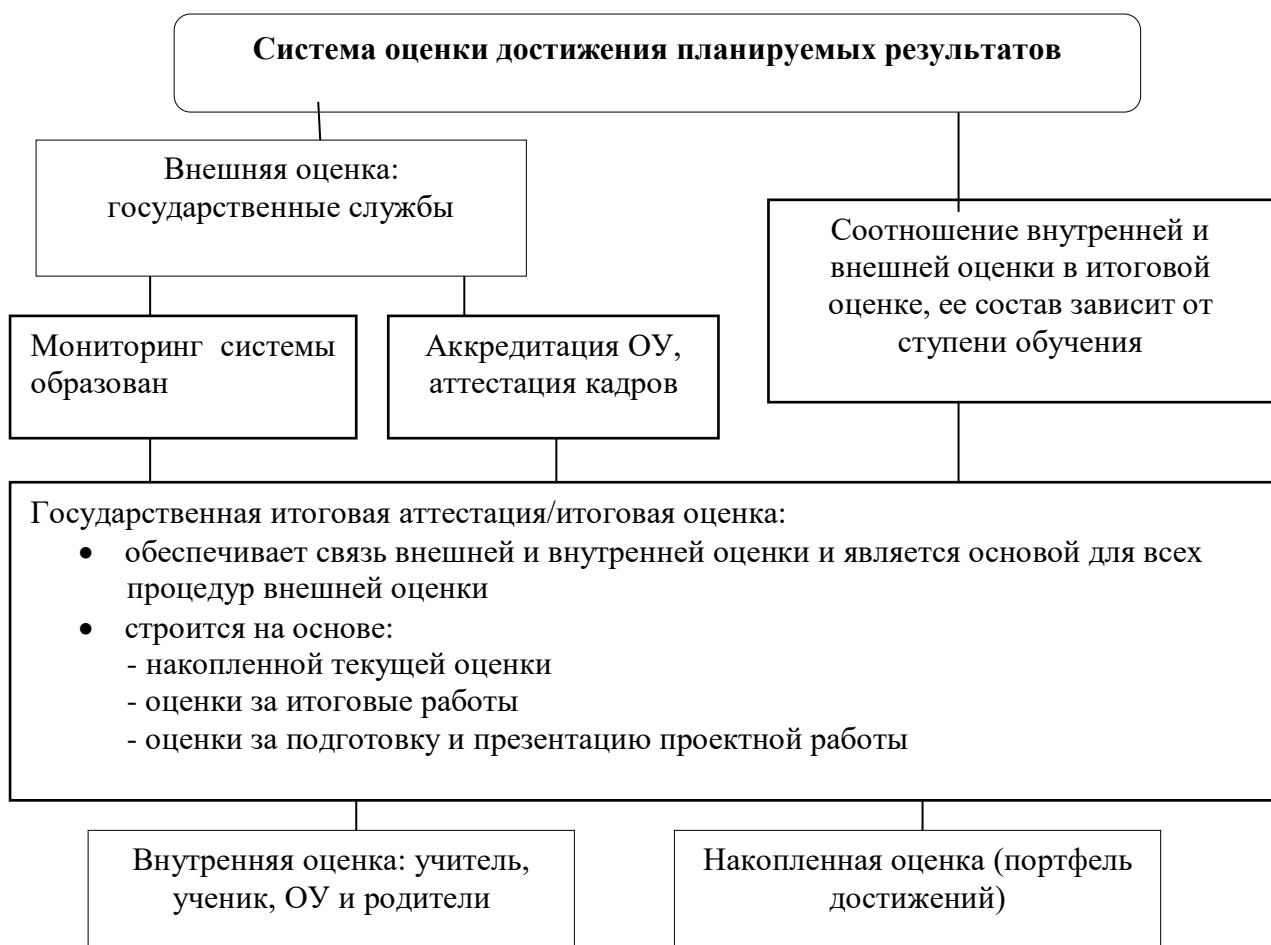 Система оценки достижения планируемых результатов
Внешняя оценка:
государственные службы
Соотношение внутренней и
внешней оценки в итоговой
оценке, ее состав зависит от
ступени обучения
Мониторинг системы
образован
Аккредитация ОУ,
аттестация кадров
Государственная итоговая аттестация/итоговая оценка:
• обеспечивает связь внешней и внутренней оценки и является основой для всех
процедур внешней оценки
• строится на основе:
- накопленной текущей оценки
- оценки за итоговые работы
- оценки за подготовку и презентацию проектной работы
Внутренняя оценка: учитель,
ученик, ОУ и родители
Накопленная оценка (портфель
достижений)